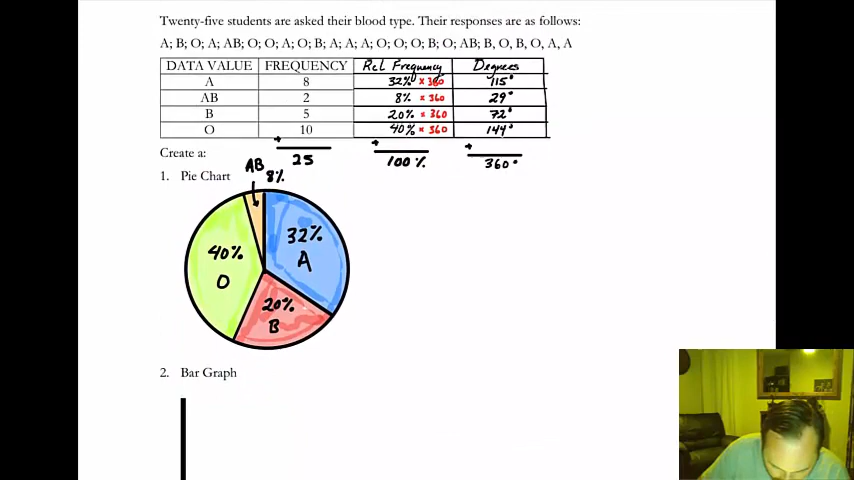 Twenty-five students are asked their blood type. Their responses are as follows:
A; B; O; A; AB; O; O; A; O; B; A; A; A; O; O; O; B; O; AB; B, O, B, O, A, A
DATA VALUE FREQUENCY Rel Frequency Degrees
A 8 32% × 360 115°
AB 2 8% × 360 29°
B 5 20% × 360 72°
O 10 40% × 360 144°
+ 25 + 100% + 360°
Create a:
1. Pie Chart
AB 8%
32%
A
40%
O
20%
B
2. Bar Graph